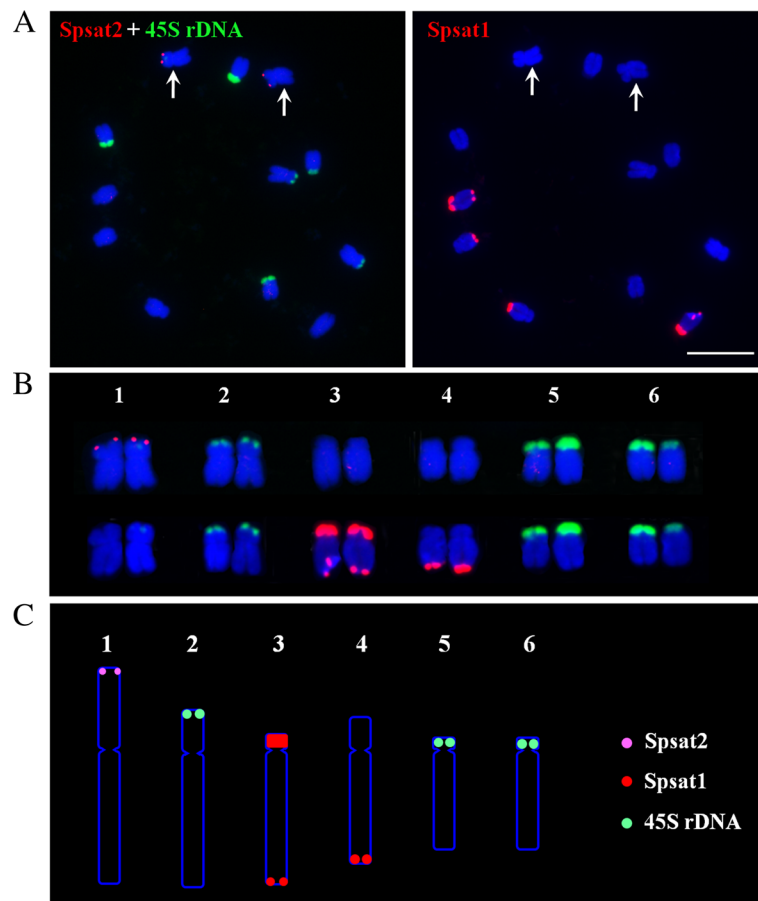 A
Spsat2 + 45S rDNA
Spsat1
B
1 2 3 4 5 6
C
1 2 3 4 5 6
Spsat2
Spsat1
45S rDNA